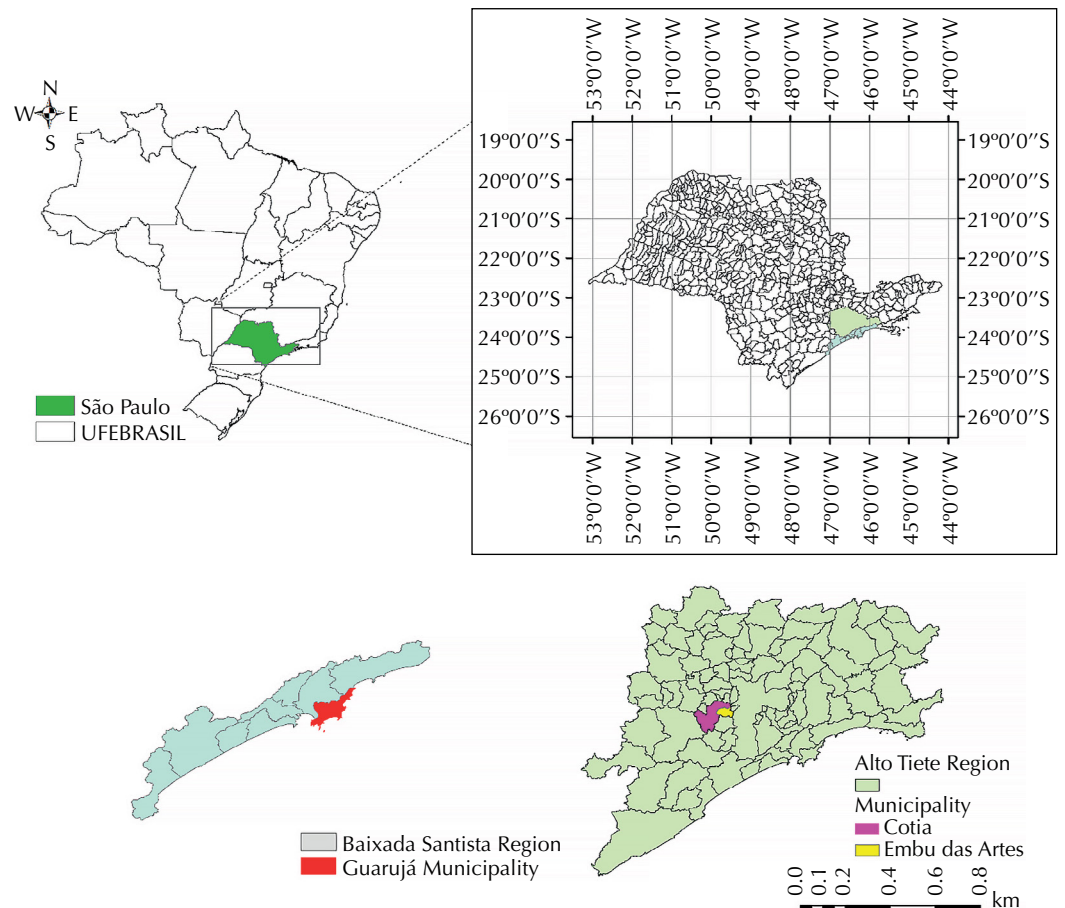 N
W E
S
São Paulo
UFEBRASIL
53º0′0″W 52º0′0″W 51º0′0″W 50º0′0″W 49º0′0″W 48º0′0″W 47º0′0″W 46º0′0″W 45º0′0″W 44º0′0″W
19º0′0″S 19º0′0″S
20º0′0″S 20º0′0″S
21º0′0″S 21º0′0″S
22º0′0″S 22º0′0″S
23º0′0″S 23º0′0″S
24º0′0″S 24º0′0″S
25º0′0″S 25º0′0″S
26º0′0″S 26º0′0″S
53º0′0″W 52º0′0″W 51º0′0″W 50º0′0″W 49º0′0″W 48º0′0″W 47º0′0″W 46º0′0″W 45º0′0″W 44º0′0″W
Baixada Santista Region
Guarujá Municipality
Alto Tiete Region
Municipality
Cotia
Embu das Artes
0.0 0.1 0.2 0.4 0.6 0.8 km